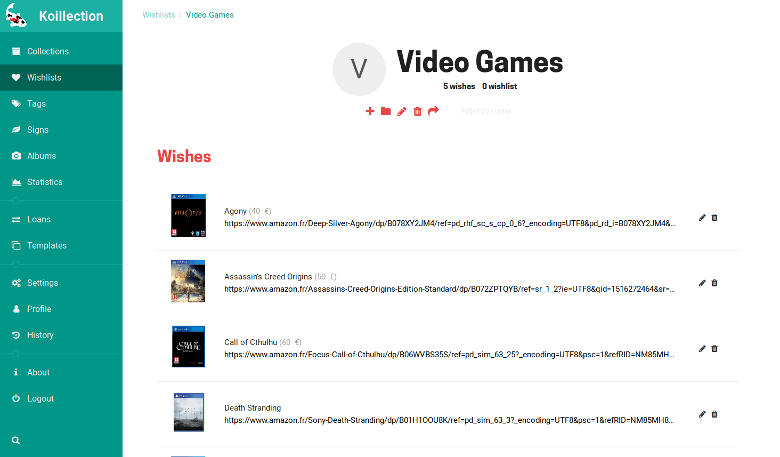 Koillection
Collections
Wishlists
Tags
Signs
Albums
Statistics
Loans
Templates
Settings
Profile
History
About
Logout
Wishlists / Video Games
V
Video Games
5 wishes 0 wishlist
Filter by name
Wishes
Agony (40 €)
https://www.amazon.fr/Deep-Silver-Agony/dp/B078XY2JM4/ref=pd_rhf_sc_s_cp_0_6?_encoding=UTF8&pd_rd_i=B078XY2JM4&...
Assassin's Creed Origins (50 €)
https://www.amazon.fr/Assassins-Creed-Origins-Edition-Standard/dp/B072ZPTQYB/ref=sr_1_2?ie=UTF8&qid=1516272464&sr=...
Call of Cthulhu (60 €)
https://www.amazon.fr/Focus-Call-of-Cthulhu/dp/B06WVBS35S/ref=pd_sim_63_25?_encoding=UTF8&psc=1&refRID=NM85MH...
Death Stranding
https://www.amazon.fr/Sony-Death-Stranding/dp/B01H1OOU8K/ref=pd_sim_63_3?_encoding=UTF8&psc=1&refRID=NM85MH8...